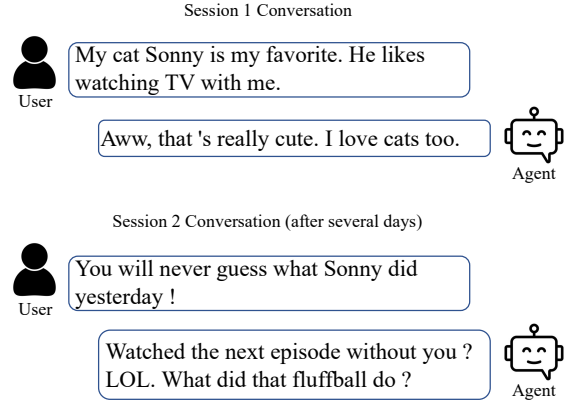 Session 1 Conversation
My cat Sonny is my favorite. He likes
watching TV with me.
User
Aww, that 's really cute. I love cats too.
Agent
Session 2 Conversation (after several days)
You will never guess what Sonny did
yesterday !
User
Watched the next episode without you ?
LOL. What did that fluffball do ?
Agent